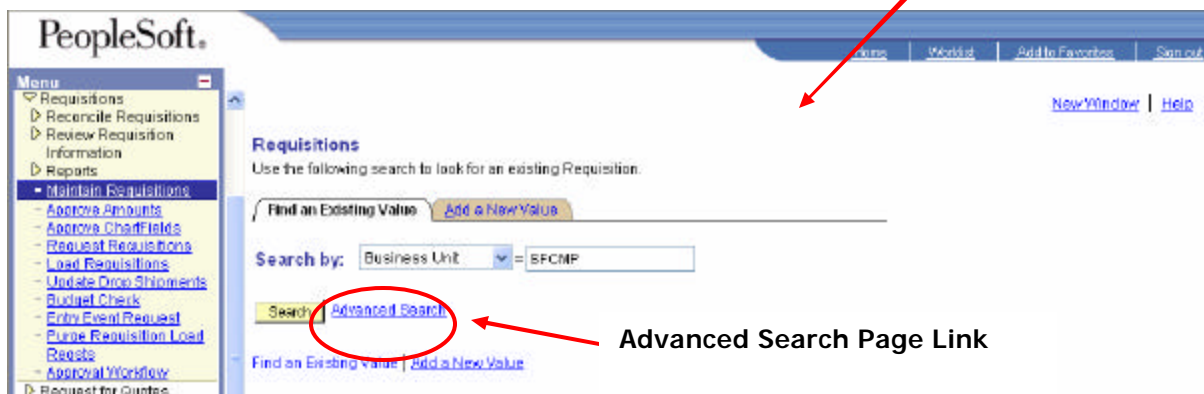 PeopleSoft.
Home | Worklist | Add to Favorites | Sign out
Menu
Requisitions
Reconcile Requisitions
Review Requisition
Information
Reports
- Maintain Requisitions
- Approve Amounts
- Approve ChartFields
- Request Requisitions
- Load Requisitions
- Update Drop Shipments
- Budget Check
- Entry Event Request
- Purge Requisition Load
Reqsts
- Approval Workflow
Request for Quotes
New Window | Help
Requisitions
Use the following search to look for an existing Requisition.
Find an Existing Value Add a New Value
Search by: Business Unit = SFCMP
Search Advanced Search
Advanced Search Page Link
Find an Existing Value | Add a New Value